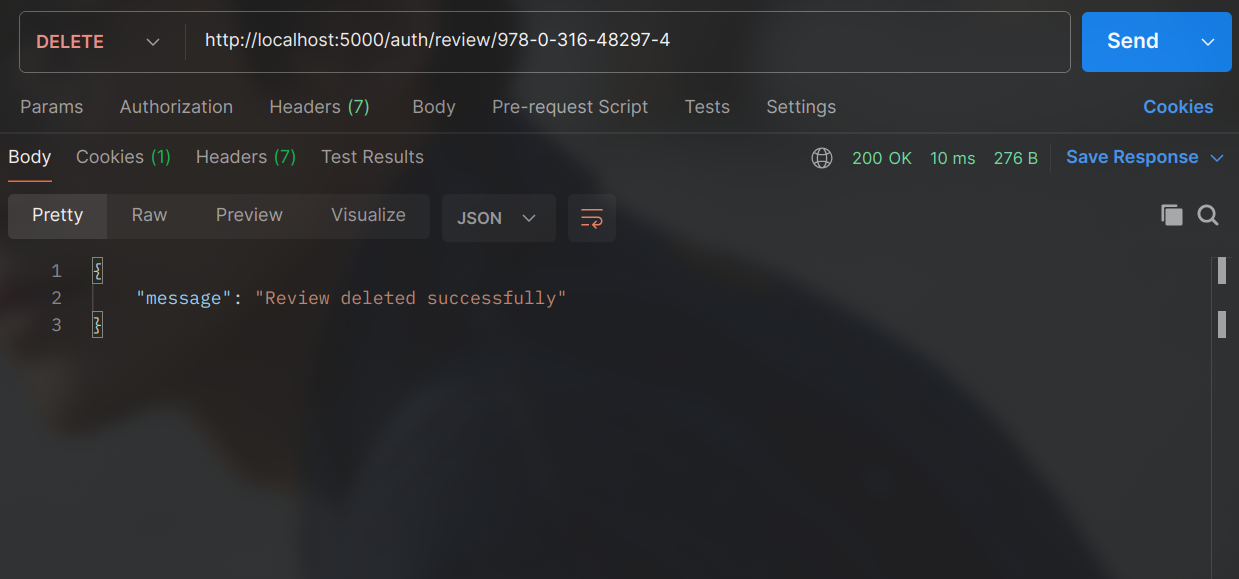 DELETE http://localhost:5000/auth/review/978-0-316-48297-4 Send
Params Authorization Headers (7) Body Pre-request Script Tests Settings Cookies
Body Cookies (1) Headers (7) Test Results 200 OK 10 ms 276 B Save Response
Pretty Raw Preview Visualize JSON
1 {
2 "message": "Review deleted successfully"
3 }